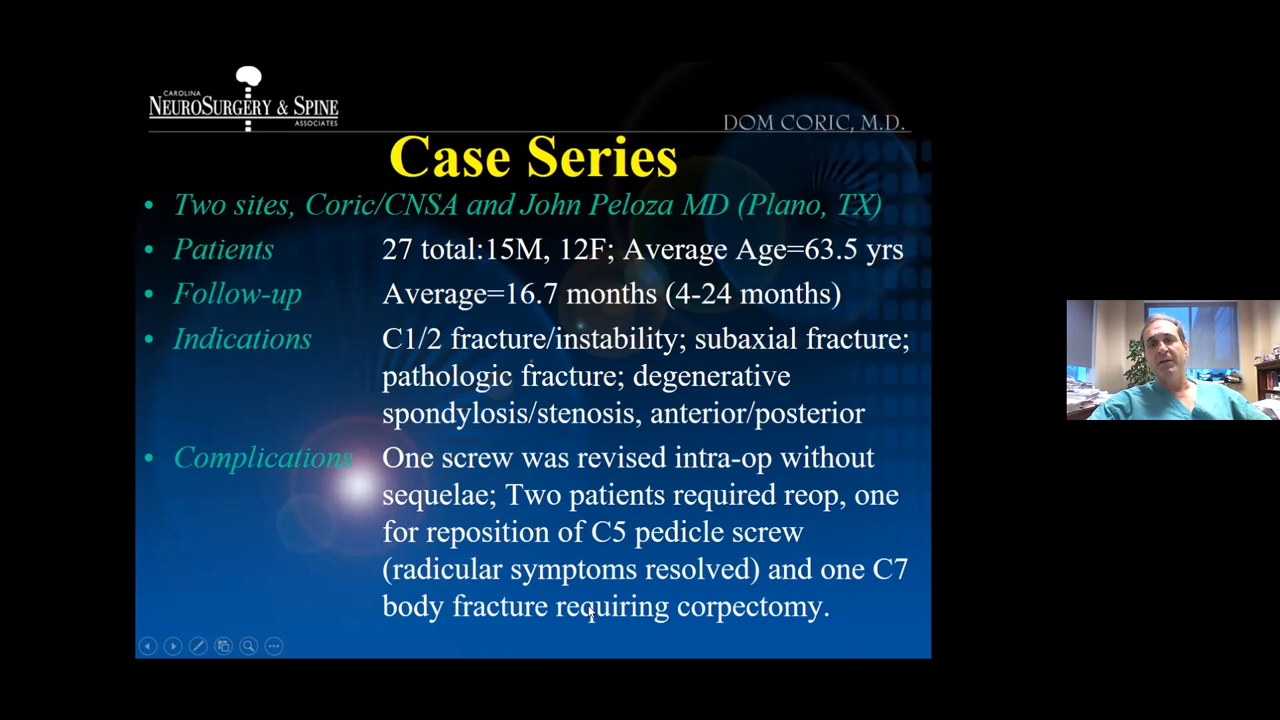 CAROLINA
NEUROSURGERY & SPINE
ASSOCIATES
DOM CORIC, M.D.
Case Series
• Two sites, Coric/CNSA and John Peloza MD (Plano, TX)
• Patients 27 total:15M, 12F; Average Age=63.5 yrs
• Follow-up Average=16.7 months (4-24 months)
• Indications C1/2 fracture/instability; subaxial fracture;
pathologic fracture; degenerative
spondylosis/stenosis, anterior/posterior
• Complications One screw was revised intra-op without
sequelae; Two patients required reop, one
for reposition of C5 pedicle screw
(radicular symptoms resolved) and one C7
body fracture requiring corpectomy.